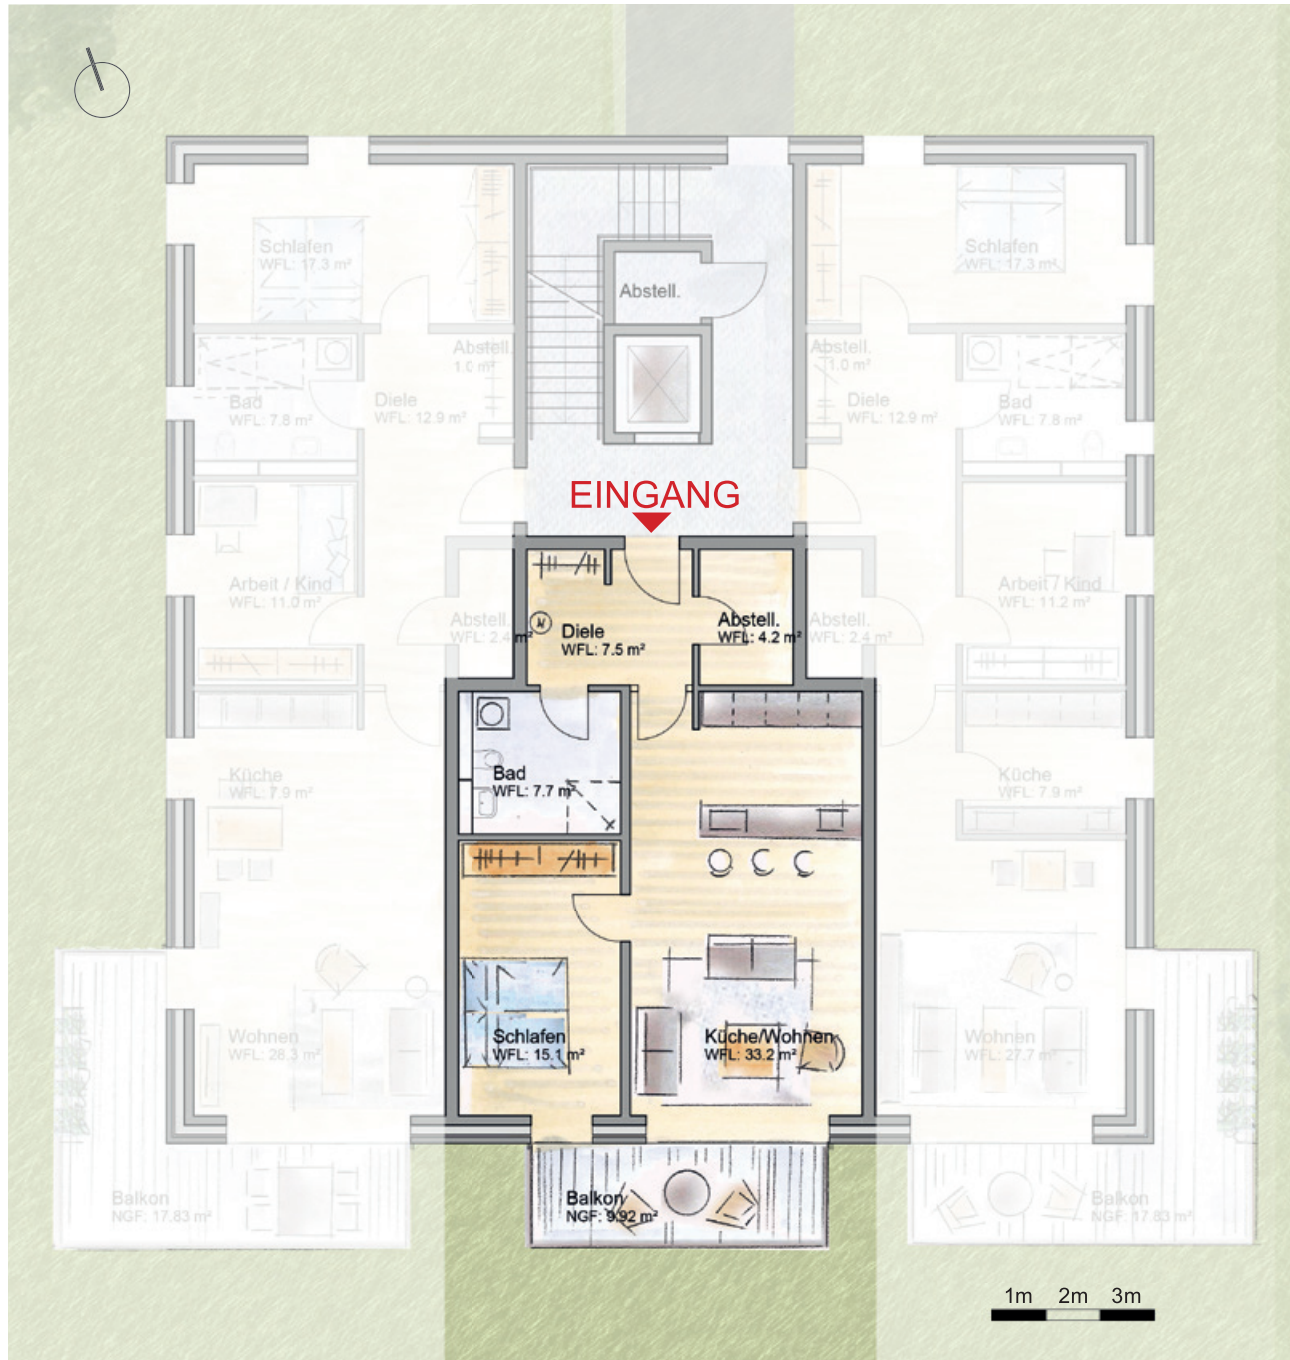 Schlafen
WFL: 17.3 m²
Schlafen
WFL: 17.3 m²
Abstell.
Abstell.
1.0 m²
Abstell.
1.0 m²
Bad
WFL: 7.8 m²
Diele
WFL: 12.9 m²
Diele
WFL: 12.9 m²
Bad
WFL: 7.8 m²
EINGANG
Arbeit / Kind
WFL: 11.0 m²
Abstell.
WFL: 2.4 m²
Diele
WFL: 7.5 m²
Abstell.
WFL: 4.2 m²
Abstell.
WFL: 2.4 m²
Arbeit / Kind
WFL: 11.2 m²
Küche
WFL: 7.9 m²
Bad
WFL: 7.7 m²
Küche
WFL: 7.9 m²
Wohnen
WFL: 28.3 m²
Schlafen
WFL: 15.1 m²
Küche/Wohnen
WFL: 33.2 m²
Wohnen
WFL: 27.7 m²
Balkon
NGF: 17.83 m²
Balkon
NGF: 9.92 m²
Balkon
NGF: 17.83 m²
1m 2m 3m